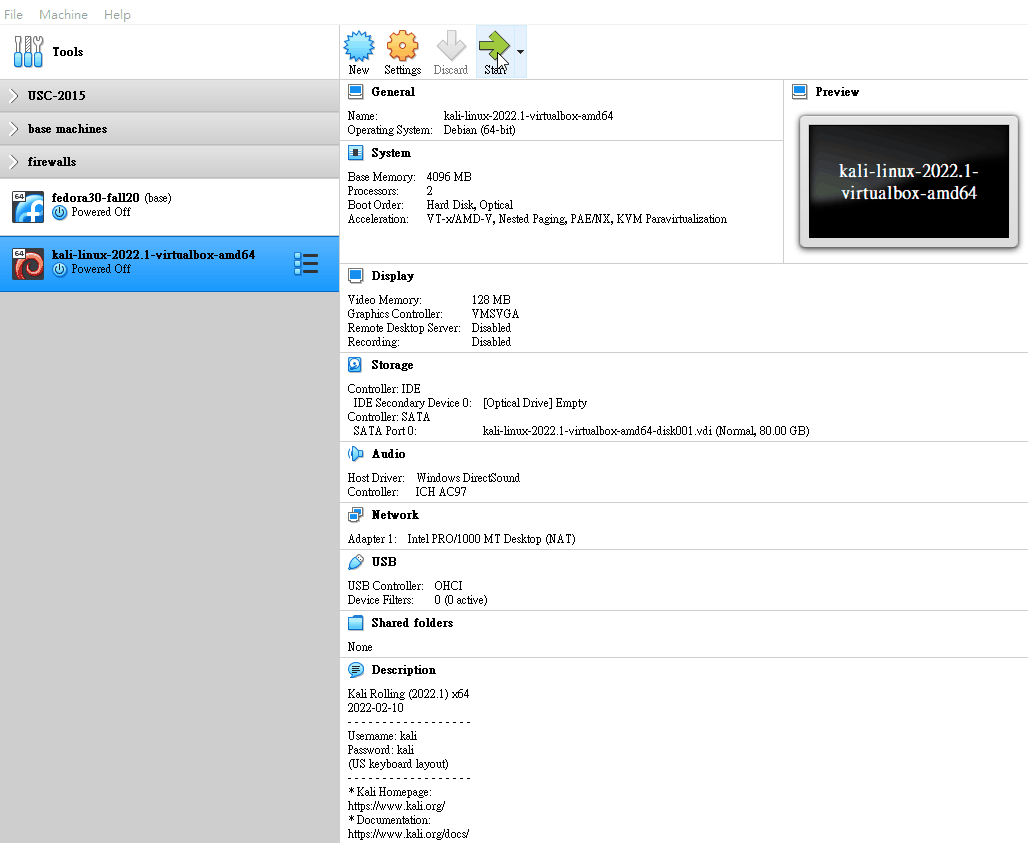 File Machine Help
Tools
New Settings Discard Start
USC-2015
base machines
firewalls
64 fedora30-fall20 (base)
Powered Off
64 kali-linux-2022.1-virtualbox-amd64
Powered Off
General
Name: kali-linux-2022.1-virtualbox-amd64
Operating System: Debian (64-bit)
System
Base Memory: 4096 MB
Processors: 2
Boot Order: Hard Disk, Optical
Acceleration: VT-x/AMD-V, Nested Paging, PAE/NX, KVM Paravirtualization
Preview
kali-linux-2022.1-
virtualbox-amd64
Display
Video Memory: 128 MB
Graphics Controller: VMSVGA
Remote Desktop Server: Disabled
Recording: Disabled
Storage
Controller: IDE
IDE Secondary Device 0: [Optical Drive] Empty
Controller: SATA
SATA Port 0: kali-linux-2022.1-virtualbox-amd64-disk001.vdi (Normal, 80.00 GB)
Audio
Host Driver: Windows DirectSound
Controller: ICH AC97
Network
Adapter 1: Intel PRO/1000 MT Desktop (NAT)
USB
USB Controller: OHCI
Device Filters: 0 (0 active)
Shared folders
None
Description
Kali Rolling (2022.1) x64
2022-02-10
- - - - - - - - - - - - - - - - - -
Username: kali
Password: kali
(US keyboard layout)
- - - - - - - - - - - - - - - - - -
* Kali Homepage:
https://www.kali.org/
* Documentation:
https://www.kali.org/docs/